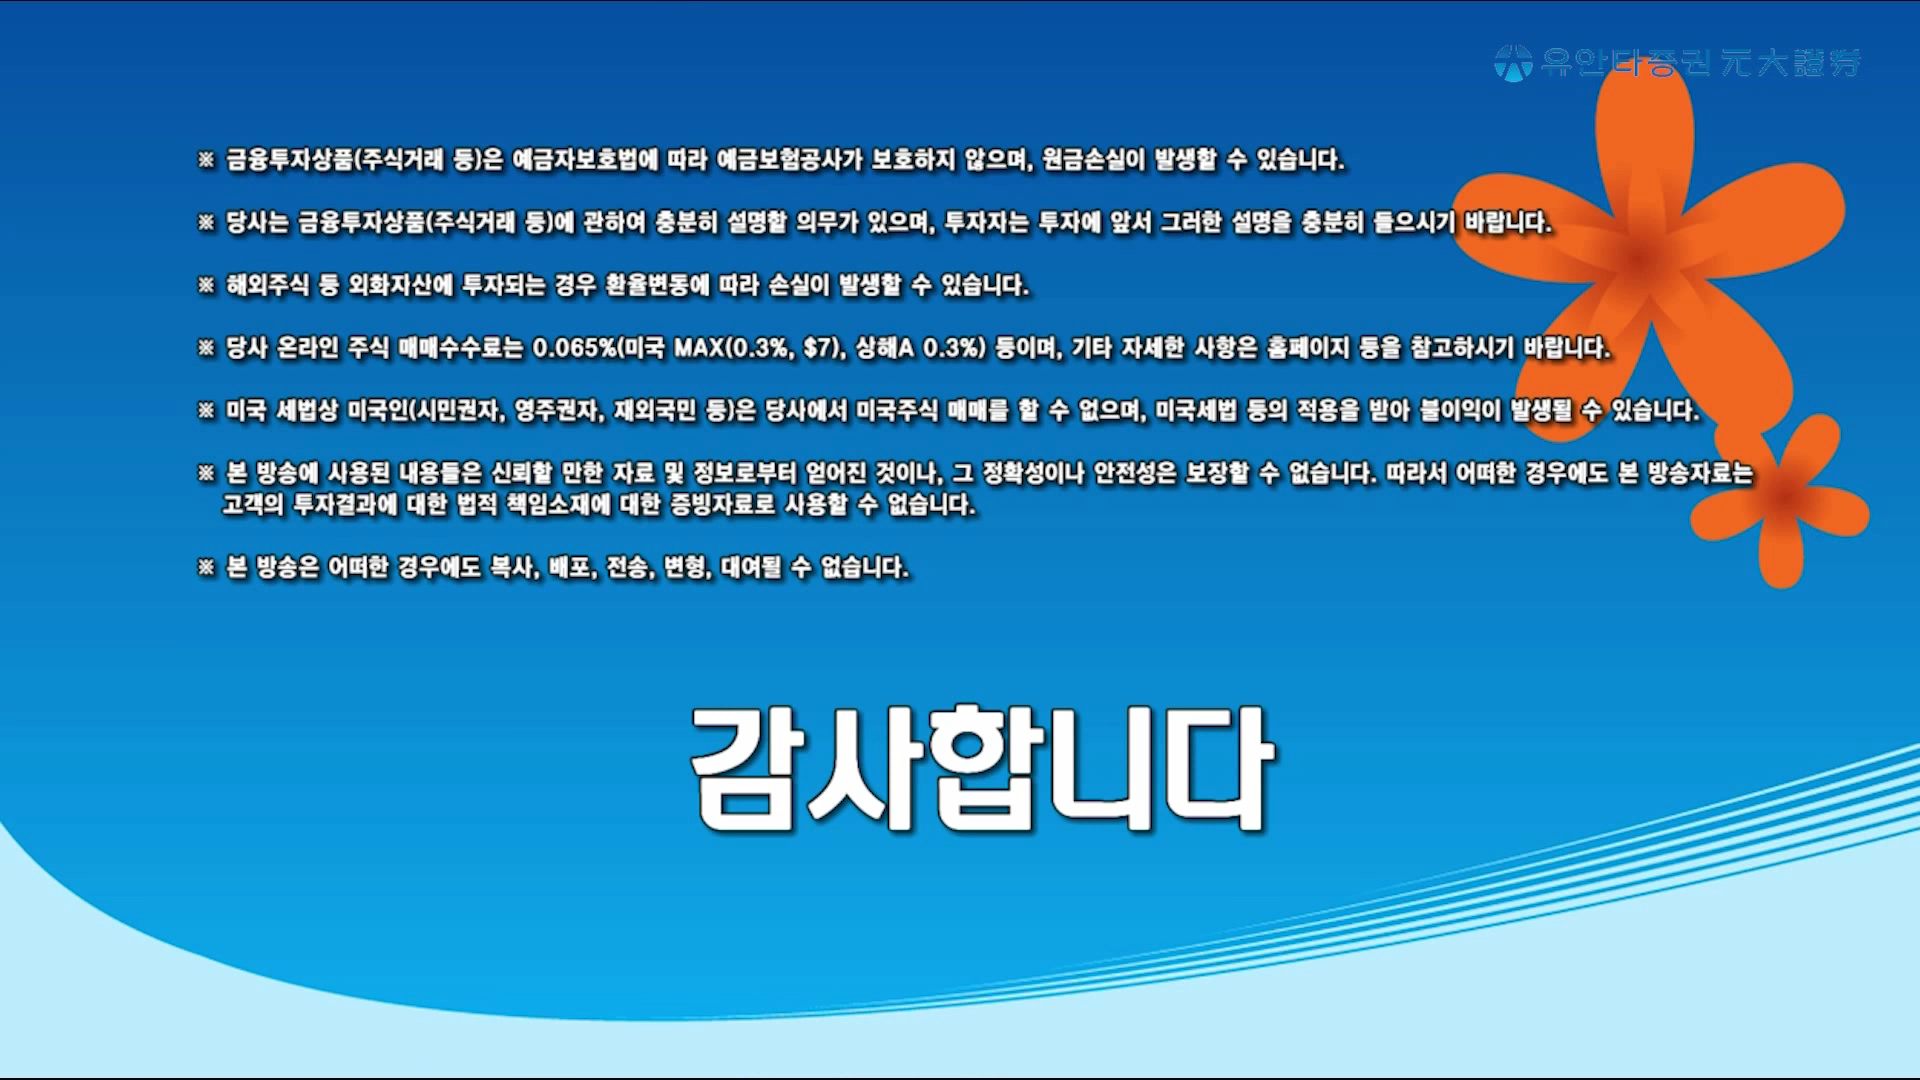 유안타증권 元大證券
※ 금융투자상품(주식거래 등)은 예금자보호법에 따라 예금보험공사가 보호하지 않으며, 원금손실이 발생할 수 있습니다.
※ 당사는 금융투자상품(주식거래 등)에 관하여 충분히 설명할 의무가 있으며, 투자자는 투자에 앞서 그러한 설명을 충분히 들으시기 바랍니다.
※ 해외주식 등 외화자산에 투자되는 경우 환율변동에 따라 손실이 발생할 수 있습니다.
※ 당사 온라인 주식 매매수수료는 0.065%(미국 MAX(0.3%, $7), 상해A 0.3%) 등이며, 기타 자세한 사항은 홈페이지 등을 참고하시기 바랍니다.
※ 미국 세법상 미국인(시민권자, 영주권자, 재외국민 등)은 당사에서 미국주식 매매를 할 수 없으며, 미국세법 등의 적용을 받아 불이익이 발생될 수 있습니다.
※ 본 방송에 사용된 내용들은 신뢰할 만한 자료 및 정보로부터 얻어진 것이나, 그 정확성이나 안전성은 보장할 수 없습니다. 따라서 어떠한 경우에도 본 방송자료는
고객의 투자결과에 대한 법적 책임소재에 대한 증빙자료로 사용할 수 없습니다.
※ 본 방송은 어떠한 경우에도 복사, 배포, 전송, 변형, 대여될 수 없습니다.
감사합니다